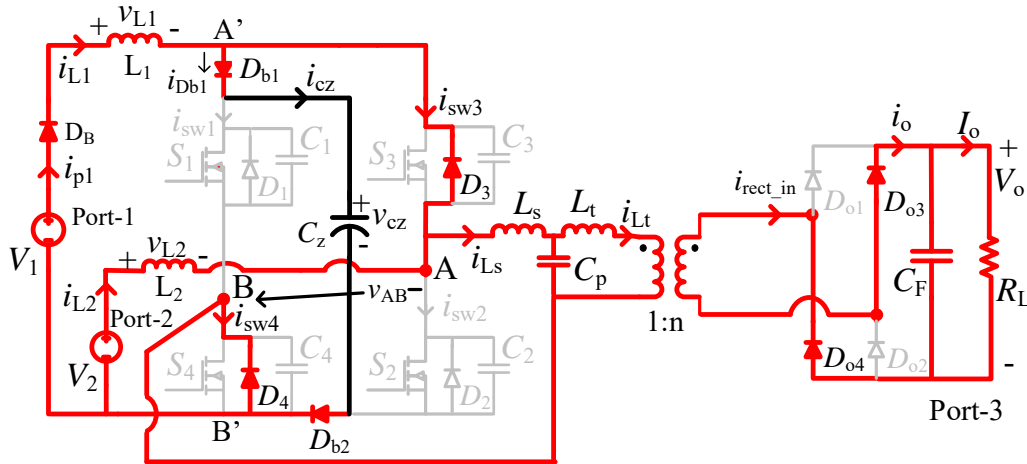 + vL1 -
A'
iL1
L1
iDb1
Db1
icz
isw3
DB
isw1
S1
C1
D1
S3
C3
D3
ip1
Port-1
V1
+
vcz
-
Cz
vL2
+ -
L2
iL2
Port-2
V2
B
vAB
-
A
isw4
isw2
S4
C4
D4
S2
C2
D2
B'
Db2
Ls
Lt
iLs
iLt
Cp
1:n
irect_in
Do1
Do3
Do4
Do2
io
Io
+
Vo
-
CF
RL
Port-3